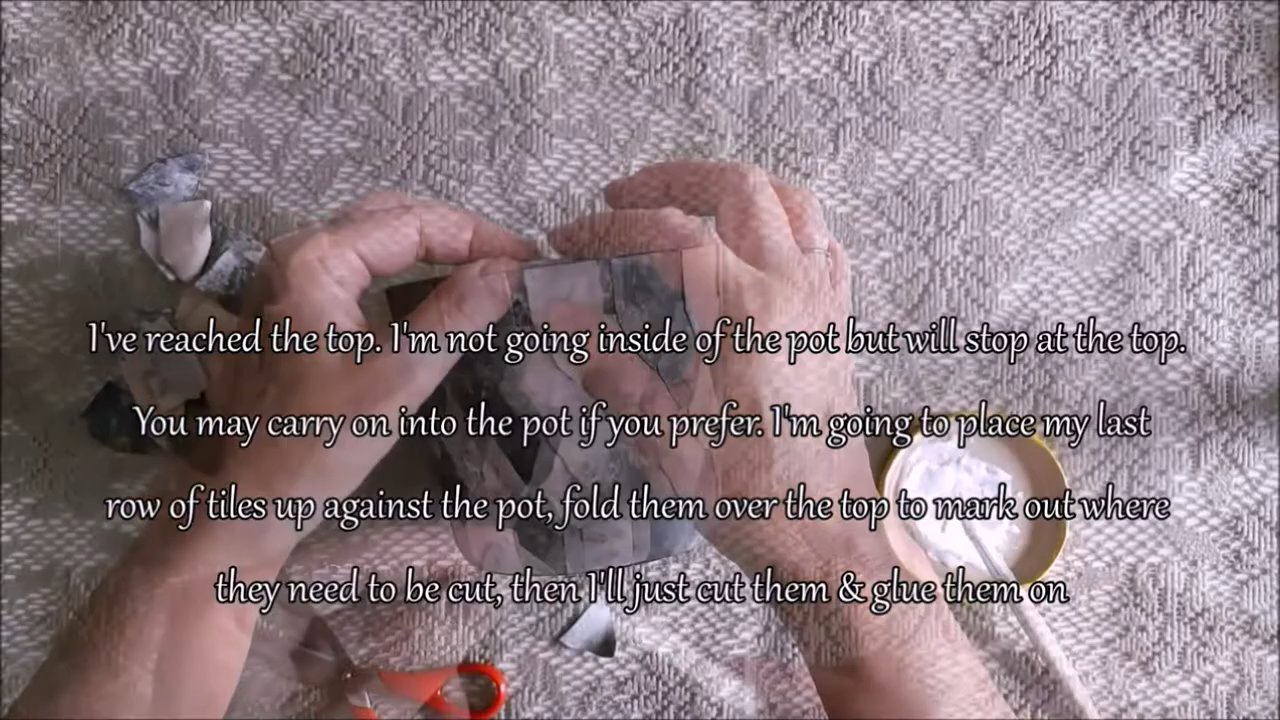 I've reached the top. I'm not going inside of the pot but will stop at the top.
You may carry on into the pot if you prefer. I'm going to place my last
row of tiles up against the pot, fold them over the top to mark out where
they need to be cut, then I'll just cut them & glue them on